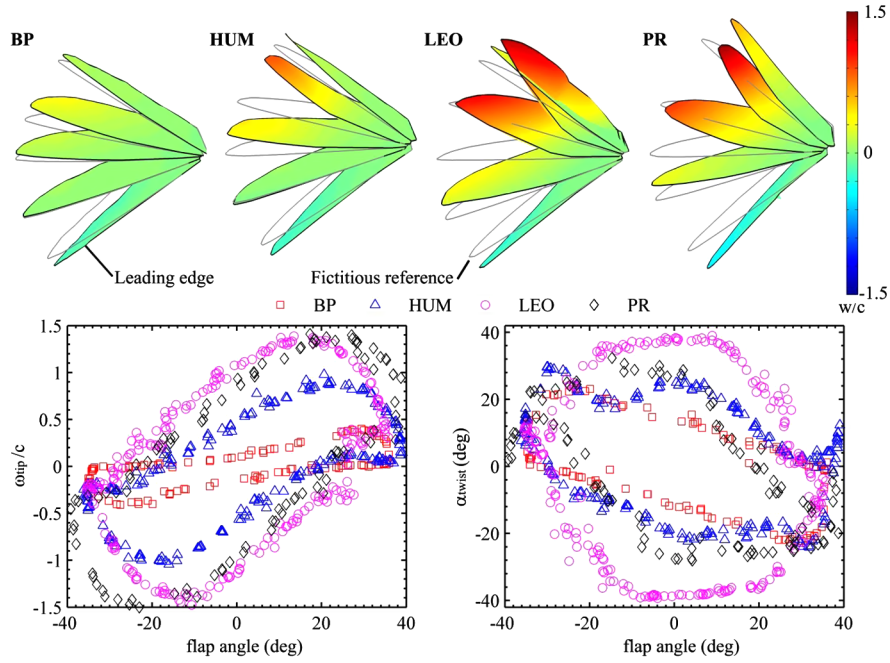 BP HUM LEO PR
1.5
0
-1.5
w/c
Leading edge
Fictitious reference
BP HUM LEO PR
1.5
1
0.5
0
-0.5
-1
-1.5
ωtip/c
-40 -20 0 20 40
flap angle (deg)
40
20
0
-20
-40
αtwist (deg)
-40 -20 0 20 40
flap angle (deg)